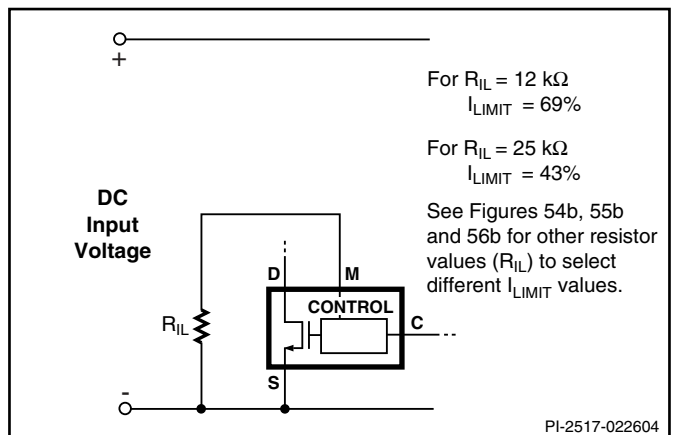 +
For R_IL = 12 kΩ
I_LIMIT = 69%
For R_IL = 25 kΩ
I_LIMIT = 43%
See Figures 54b, 55b
and 56b for other resistor
values (R_IL) to select
different I_LIMIT values.
DC
Input
Voltage
D
M
CONTROL
C
R_IL
S
-
PI-2517-022604